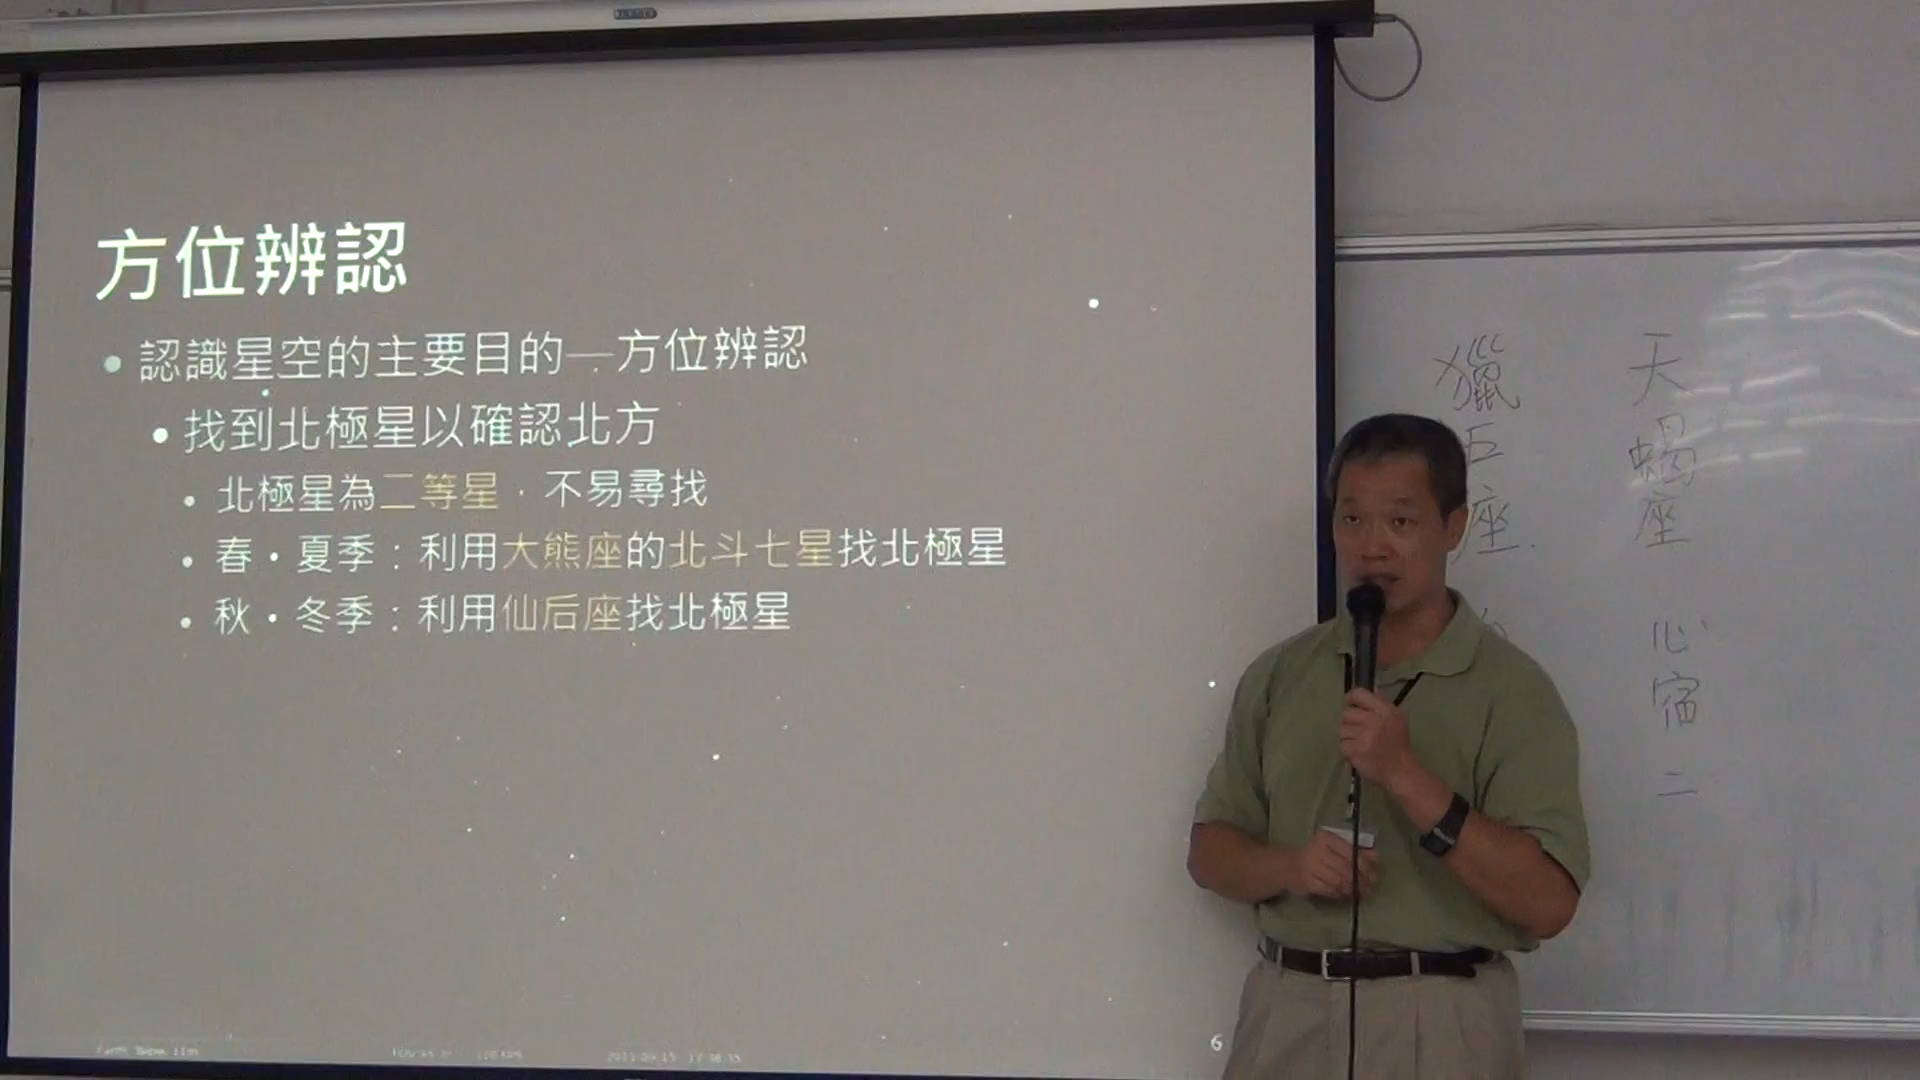 方位辨認
• 認識星空的主要目的—方位辨認
• 找到北極星以確認北方
• 北極星為二等星，不易尋找
• 春・夏季：利用大熊座的北斗七星找北極星
• 秋・冬季：利用仙后座找北極星
6
天蝎座 心宿二
獵戶座